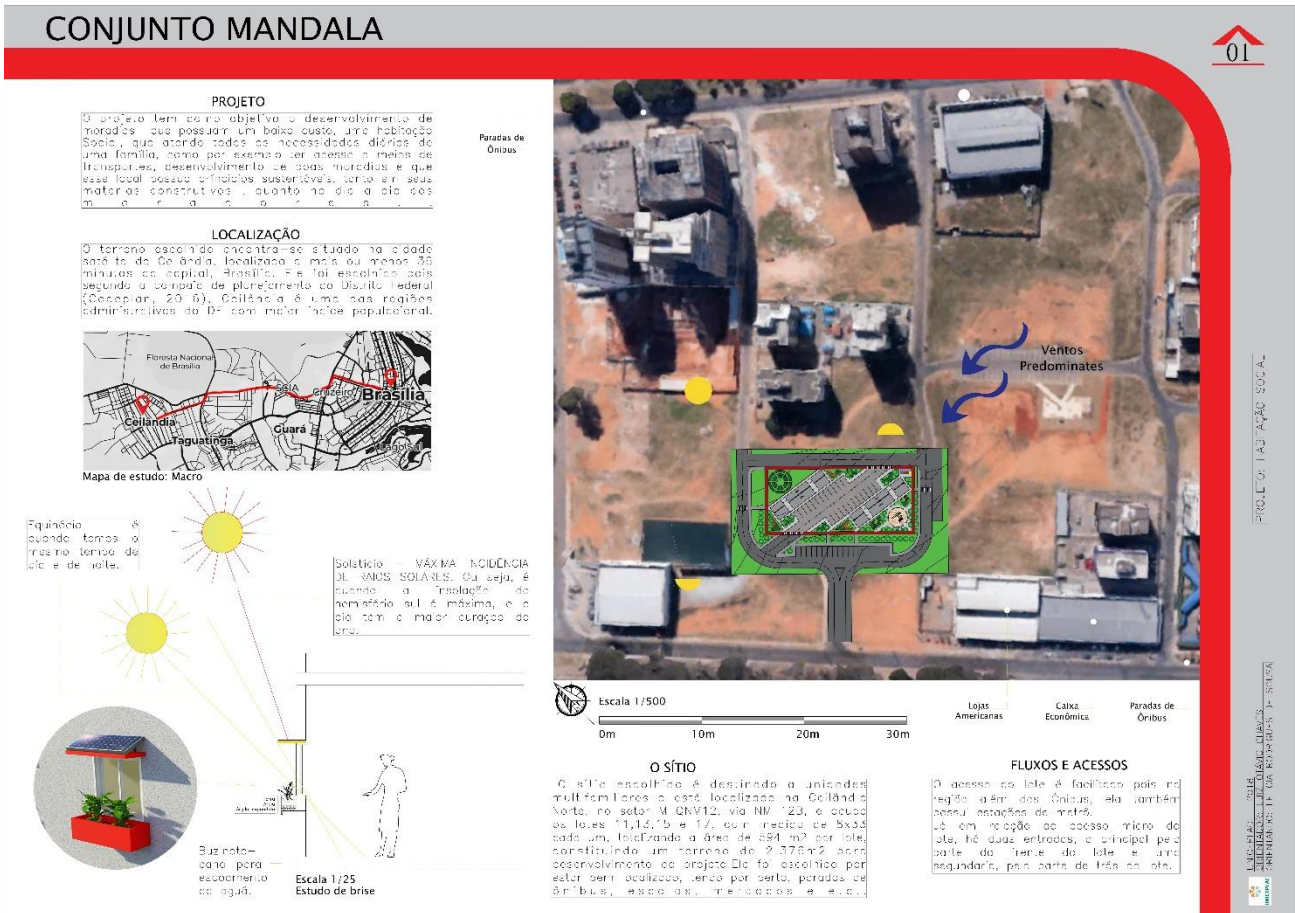 CONJUNTO MANDALA
01
PROJETO
O projeto tem como objetivo o desenvolvimento de
moradias que possuam um baixo custo, uma habitação
Social, que atenda todas as necessidades diárias de
uma família, como por exemplo ter acesso a meios de
transportes, desenvolvimento de boas moradias e que
esse local possua princípios sustentáveis, tanto em seus
materias construtivos , quanto no dia a dia dos
m o r a d o r e s . .
Paradas de
Ônibus
LOCALIZAÇÃO
O terreno escolhido encontra-se situado na cidade
satélite de Ceilândia, localizada a mais ou menos
minutos da capital, Brasília. Ele foi escolhido pois
segundo a de planejamento do Distrito Federal
(Codeplan, 2016), Ceilância é uma das regiões
administrativas do DF com maior índice populacional.
Floresta Nacional
de Brasília
SCIA
Cruzeiro
Brasília
Ceilândia
Guará
Taguatinga
Mapa de estudo: Macro
Ventos
Predominates
Equinócio é
quando temos o
mesmo tempo de
dia e de noite.
Solstício - MÁXIMA INCIDÊNCIA
DE RAIOS SOLARES. Ou seja, é
quando a insolação do
hemisfério sul é máxima, e o
dia tem a maior duração do
ano.
Buzinote-
cano para
escoamento
da aguá.
Escala 1/25
Estudo de brise
Escala 1/500
0m 10m 20m 30m
Lojas
Americanas
Caixa
Econômica
Paradas de
Ônibus
O SÍTIO
O sítio escolhido é destinado a unidades
multifamiliares e está localizado na Ceilândia
Norte, no setor M QNM12, via NM 12B, e ocupa
os lotes 11,13,15 e 17, com medida de
cada um, totalizando a área de 594 m2 por lote,
constituindo um terreno de 2.376m2 para
desenvolvimento do projeto.Ele foi escolhido por
estar bem localizado, tendo por perto, paradas de
ônibus, escolas, mercados e etc..
FLUXOS E ACESSOS
O acesso ao lote é facilitado pois na
região além dos Ônibus, ela também
possui estações de metrô.
Já em relação ao acesso micro do
lote, há duas entradas, a principal pela
parte da frente do lote e uma
segundaria, pela parte de trás do lote.
PROJETO: HABITAÇÃO SOCIAL
UNICEPLAC